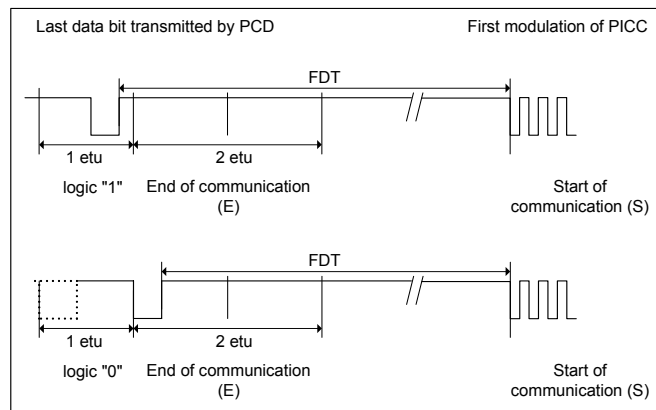 Last data bit transmitted by PCD
First modulation of PICC
FDT
1 etu
2 etu
logic "1"
End of communication
(E)
Start of
communication (S)
FDT
1 etu
2 etu
logic "0"
End of communication
(E)
Start of
communication (S)